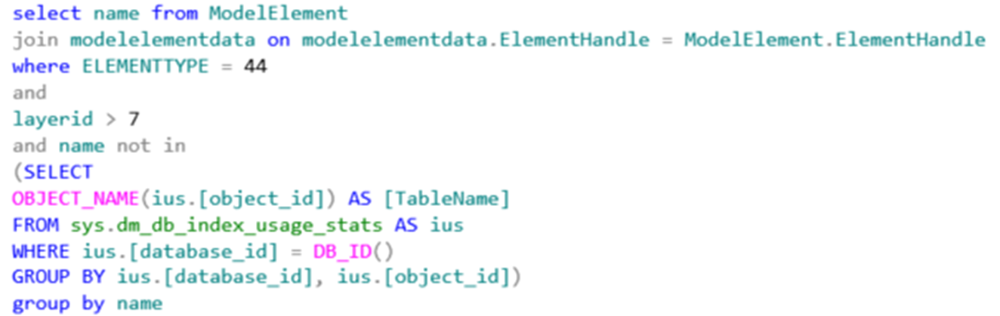 select name from ModelElement
join modelelementdata on modelelementdata.ElementHandle = ModelElement.ElementHandle
where ELEMENTTYPE = 44
and
layerid > 7
and name not in
(SELECT
OBJECT_NAME(ius.[object_id]) AS [TableName]
FROM sys.dm_db_index_usage_stats AS ius
WHERE ius.[database_id] = DB_ID()
GROUP BY ius.[database_id], ius.[object_id])
group by name